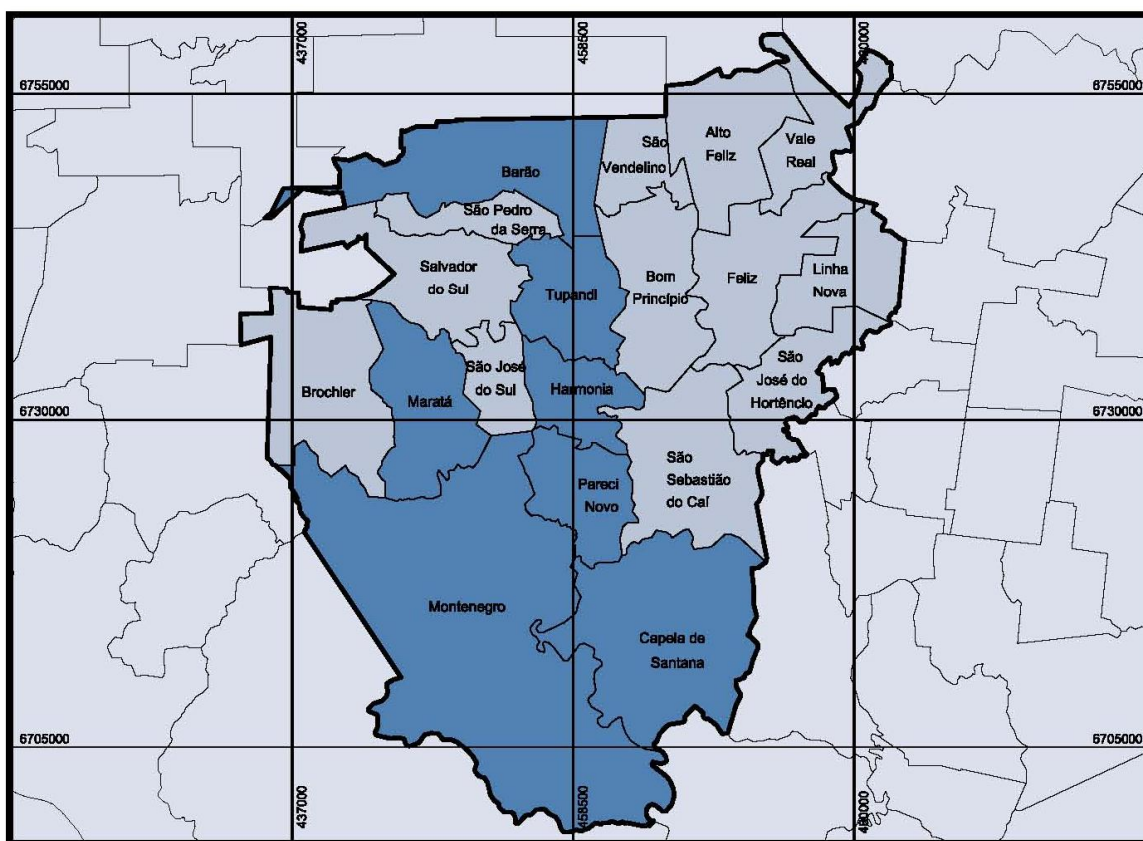 437000
458500
480000
6755000
6755000
São
Vendelino
Alto
Feliz
Vale
Real
Barão
São Pedro
da Serra
Salvador
do Sul
Tupandi
Bom
Princípio
Feliz
Linha
Nova
Brochier
Maratá
São José
do Sul
Harmonia
São
José do
Hortêncio
6730000
6730000
São
Sebastião
do Caí
Pareci
Novo
Montenegro
Capela de
Santana
6705000
6705000
437000
458500
480000